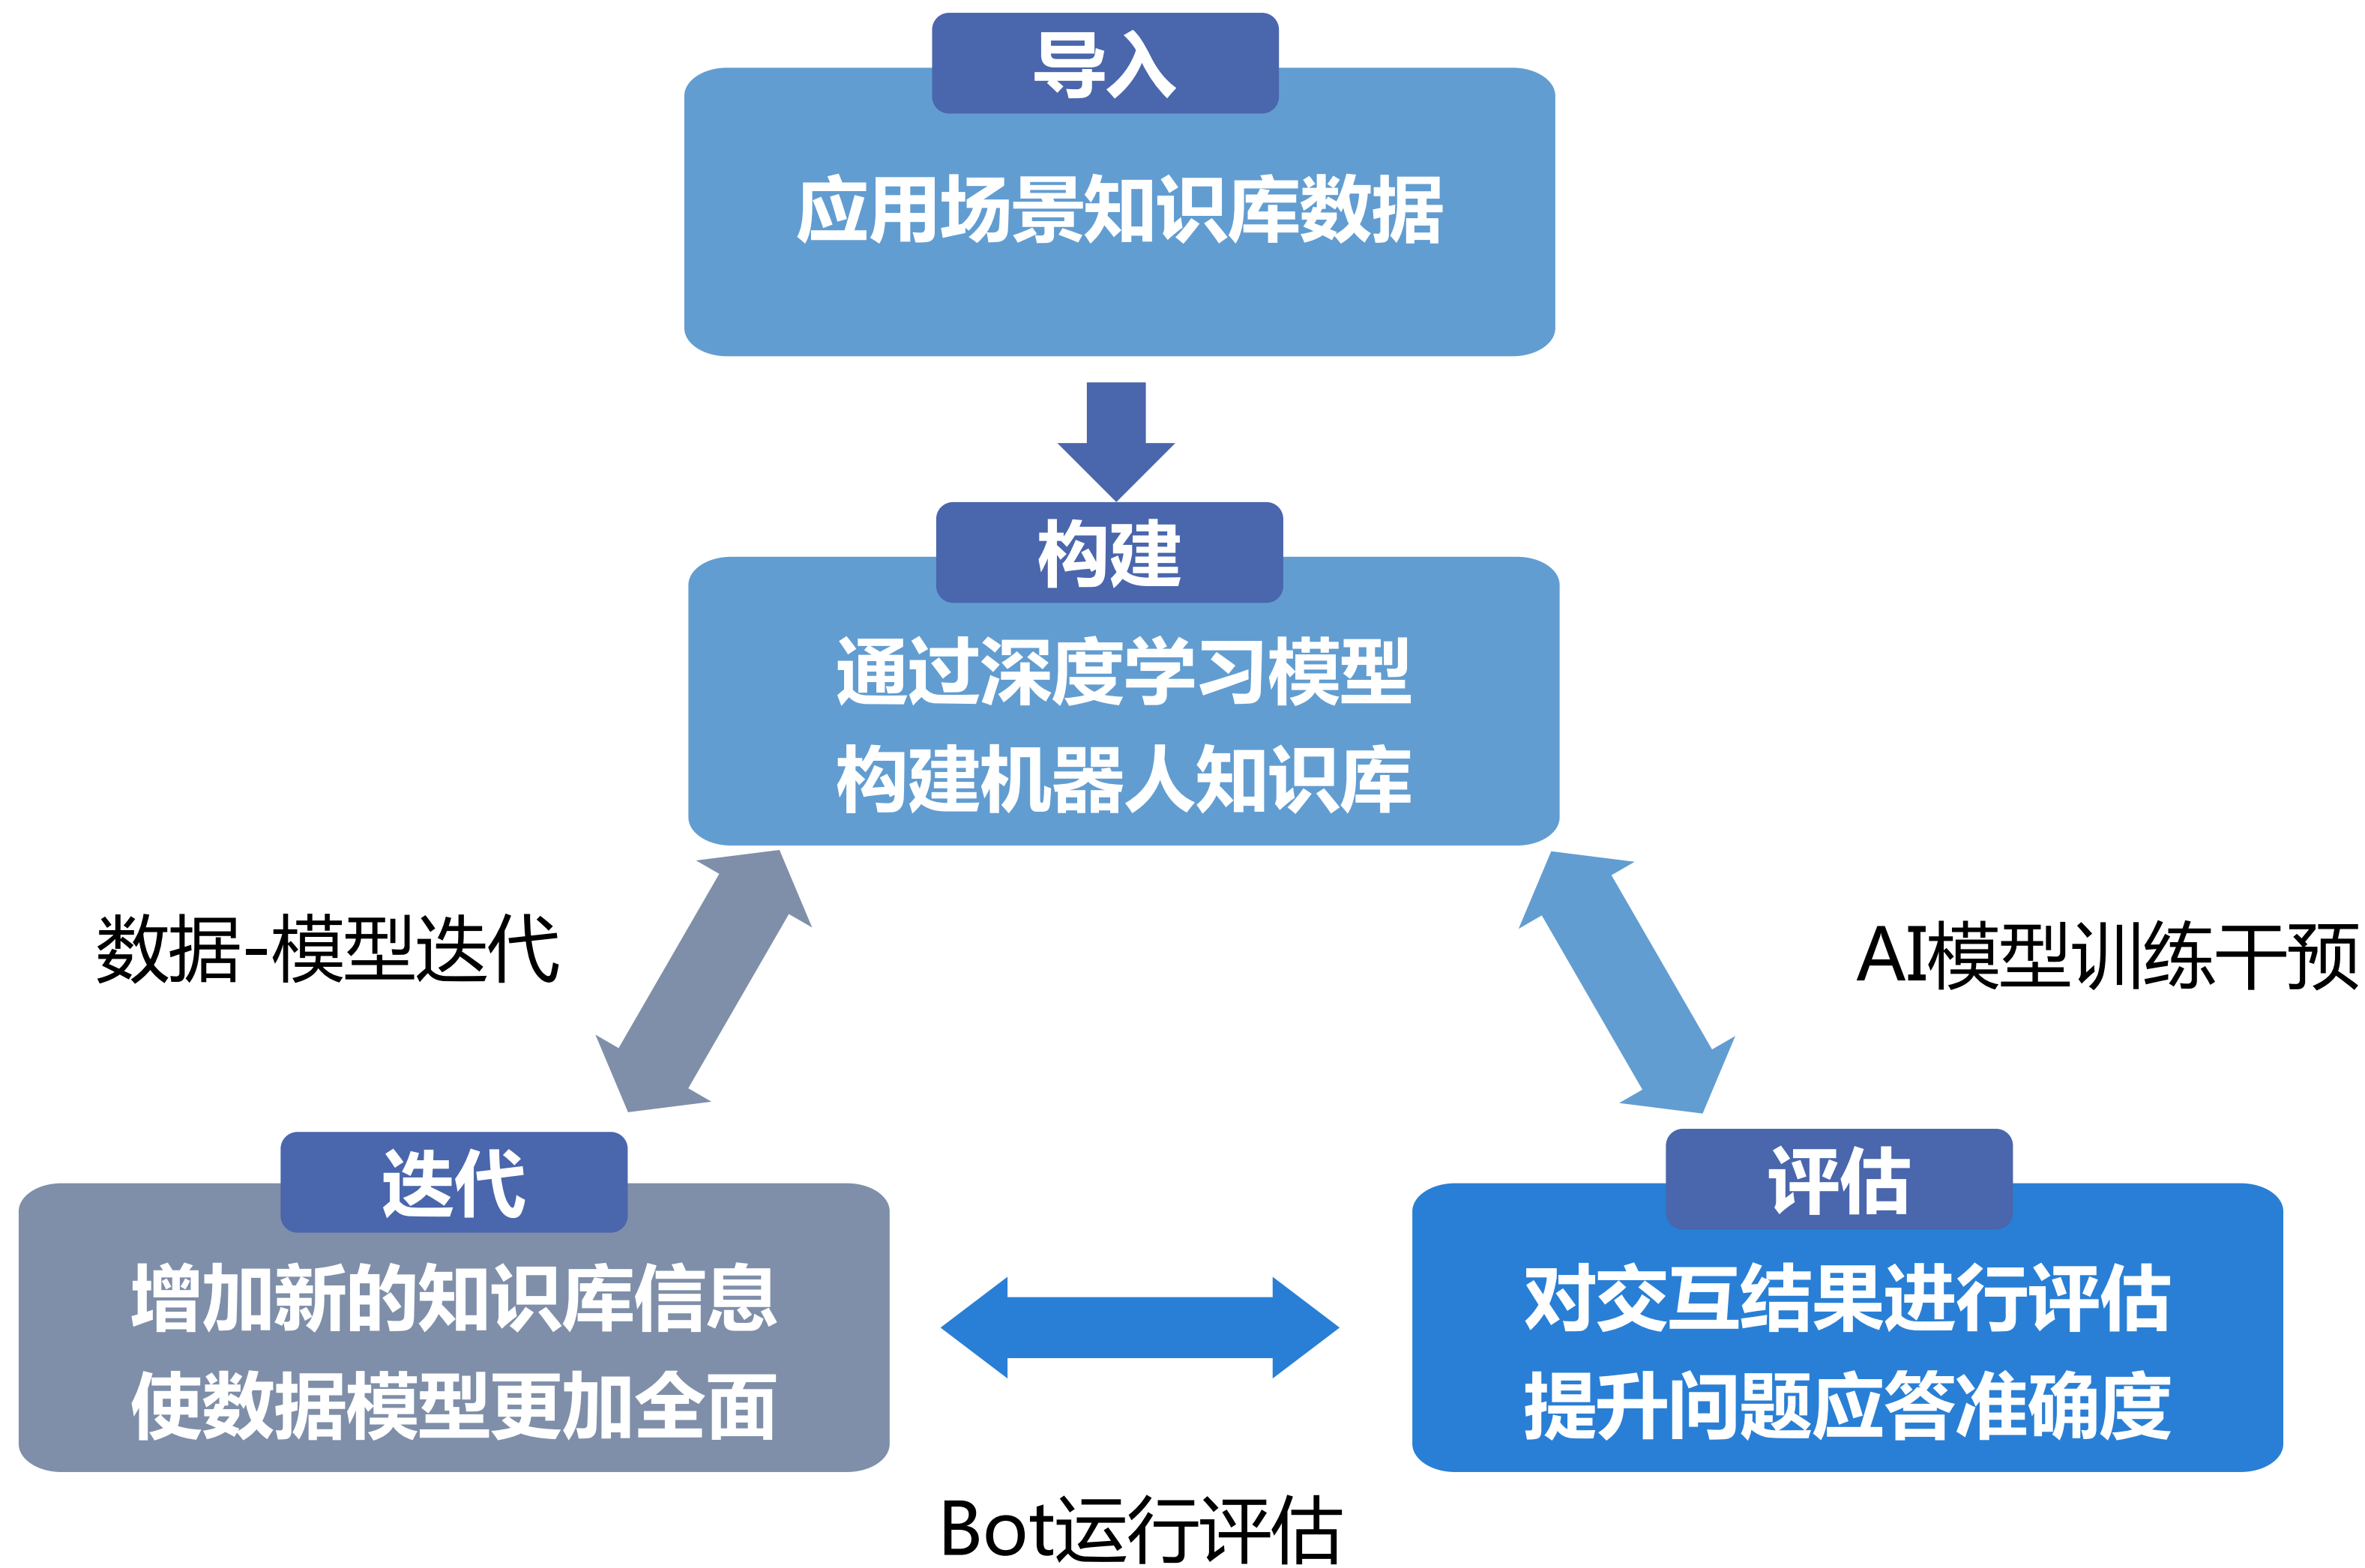 导入
应用场景知识库数据
构建
通过深度学习模型
构建机器人知识库
数据-模型迭代
AI模型训练干预
迭代
增加新的知识库信息
使数据模型更加全面
评估
对交互结果进行评估
提升问题应答准确度
Bot运行评估